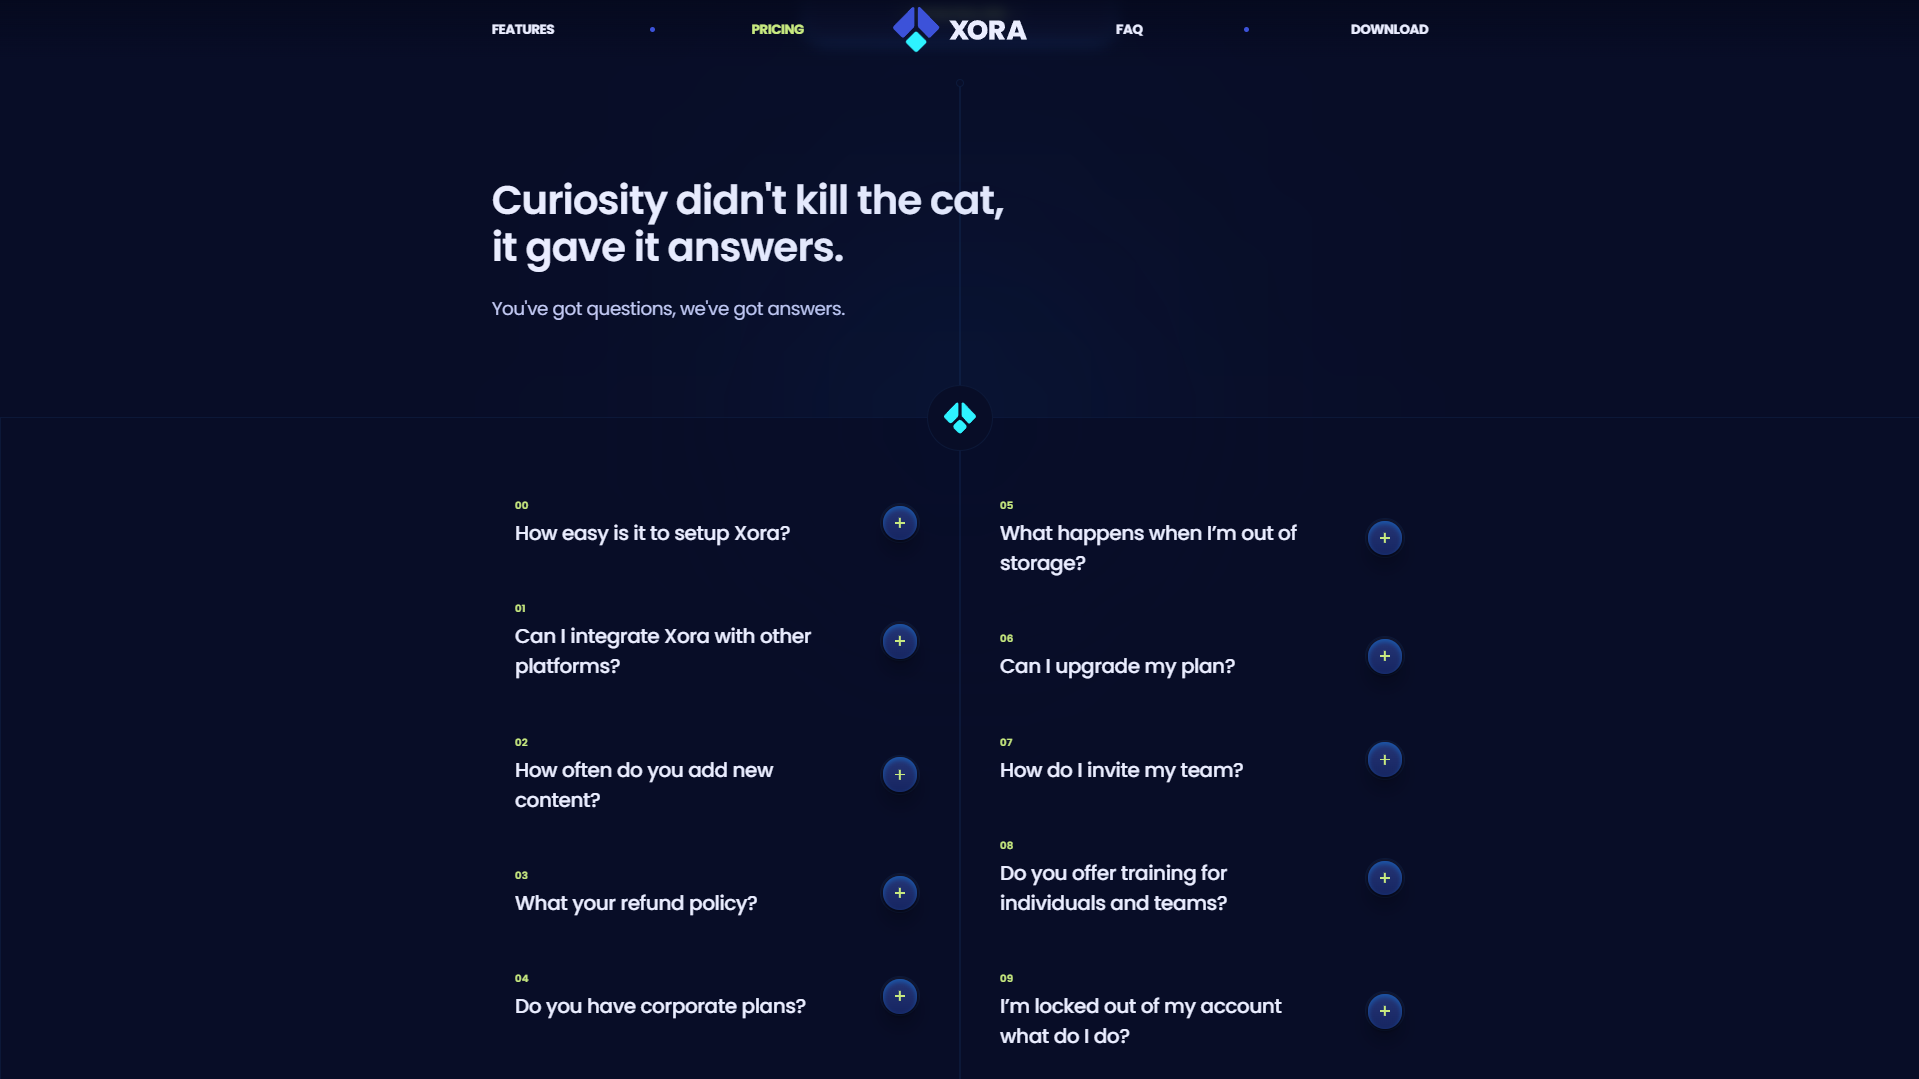 FEATURES
PRICING
XORA
FAQ
DOWNLOAD
Curiosity didn't kill the cat,
it gave it answers.
You've got questions, we've got answers.
00
How easy is it to setup Xora?
01
Can I integrate Xora with other
platforms?
02
How often do you add new
content?
03
What your refund policy?
04
Do you have corporate plans?
05
What happens when I’m out of
storage?
06
Can I upgrade my plan?
07
How do I invite my team?
08
Do you offer training for
individuals and teams?
09
I’m locked out of my account
what do I do?